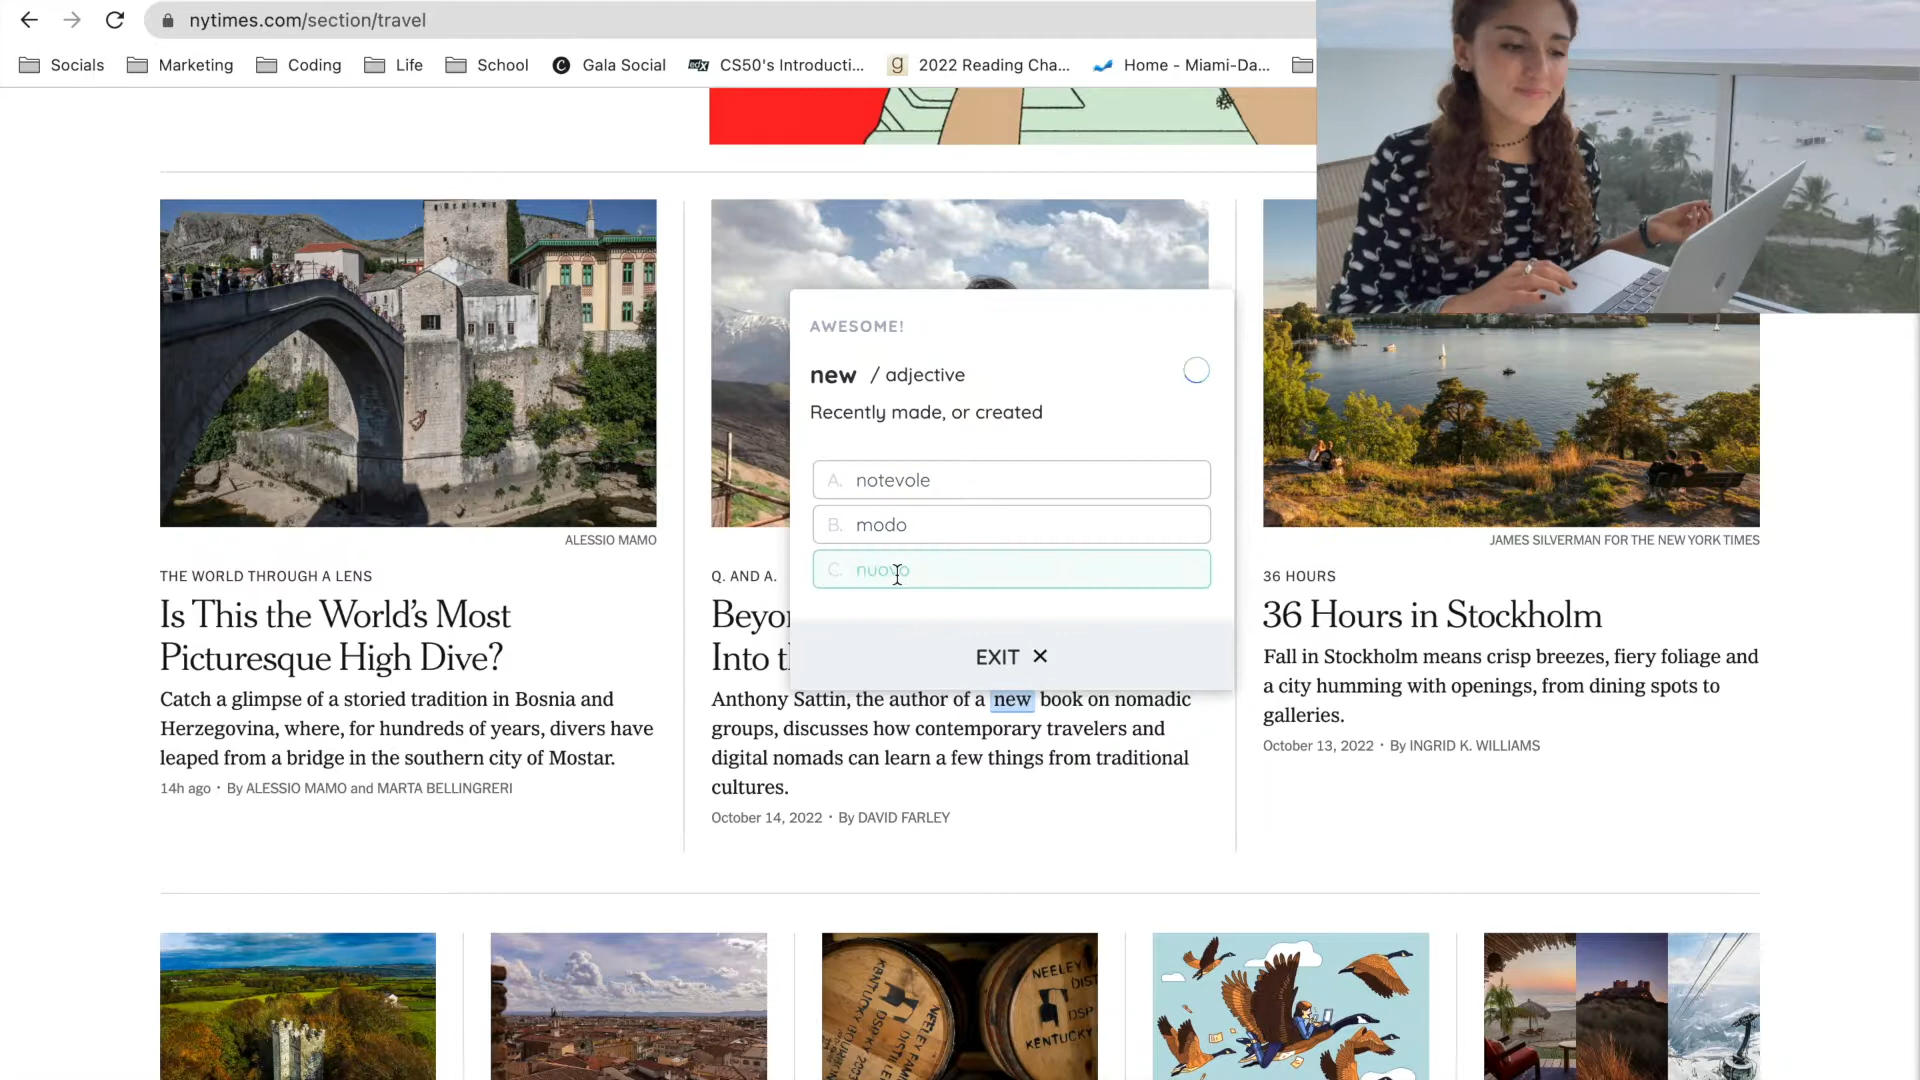 nytimes.com/section/travel
Socials
Marketing
Coding
Life
School
Gala Social
edx
CS50's Introducti...
g
2022 Reading Cha...
Home - Miami-Da...
AWESOME!
new / adjective
Recently made, or created
A. notevole
B. modo
C. nuovo
EXIT ✕
ALESSIO MAMO
THE WORLD THROUGH A LENS
Is This the World’s Most
Picturesque High Dive?
Catch a glimpse of a storied tradition in Bosnia and
Herzegovina, where, for hundreds of years, divers have
leaped from a bridge in the southern city of Mostar.
14h ago · By ALESSIO MAMO and MARTA BELLINGRERI
Q. AND A.
Beyo
Into t
Anthony Sattin, the author of a new book on nomadic
groups, discusses how contemporary travelers and
digital nomads can learn a few things from traditional
cultures.
October 14, 2022 · By DAVID FARLEY
JAMES SILVERMAN FOR THE NEW YORK TIMES
36 HOURS
36 Hours in Stockholm
Fall in Stockholm means crisp breezes, fiery foliage and
a city humming with openings, from dining spots to
galleries.
October 13, 2022 · By INGRID K. WILLIAMS
NEELEY
DSP
KENTUCKY